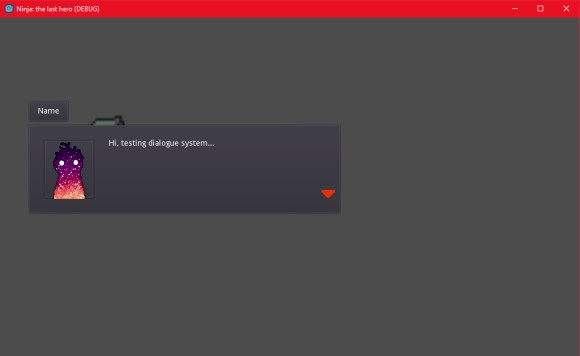 Ninja: the last hero (DEBUG)
Name
Hi, testing dialogue system...